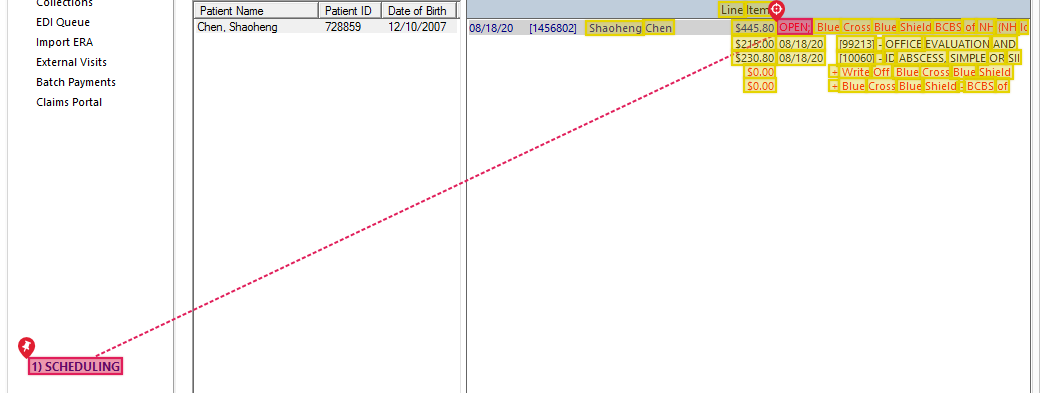 Collections
EDI Queue
Import ERA
External Visits
Batch Payments
Claims Portal
1) SCHEDULING
Patient Name Patient ID Date of Birth
Chen, Shaoheng 728859 12/10/2007
Line Item
08/18/20 [1456802] Shaoheng Chen $445.80 OPEN; Blue Cross Blue Shield BCBS of NH (NH
$215.00 08/18/20 [99213] - OFFICE EVALUATION AND
$230.80 08/18/20 [10060] - ID ABSCESS, SIMPLE OR
$0.00 + Write Off Blue Cross Blue Shield
$0.00 + Blue Cross Blue Shield - BCBS of